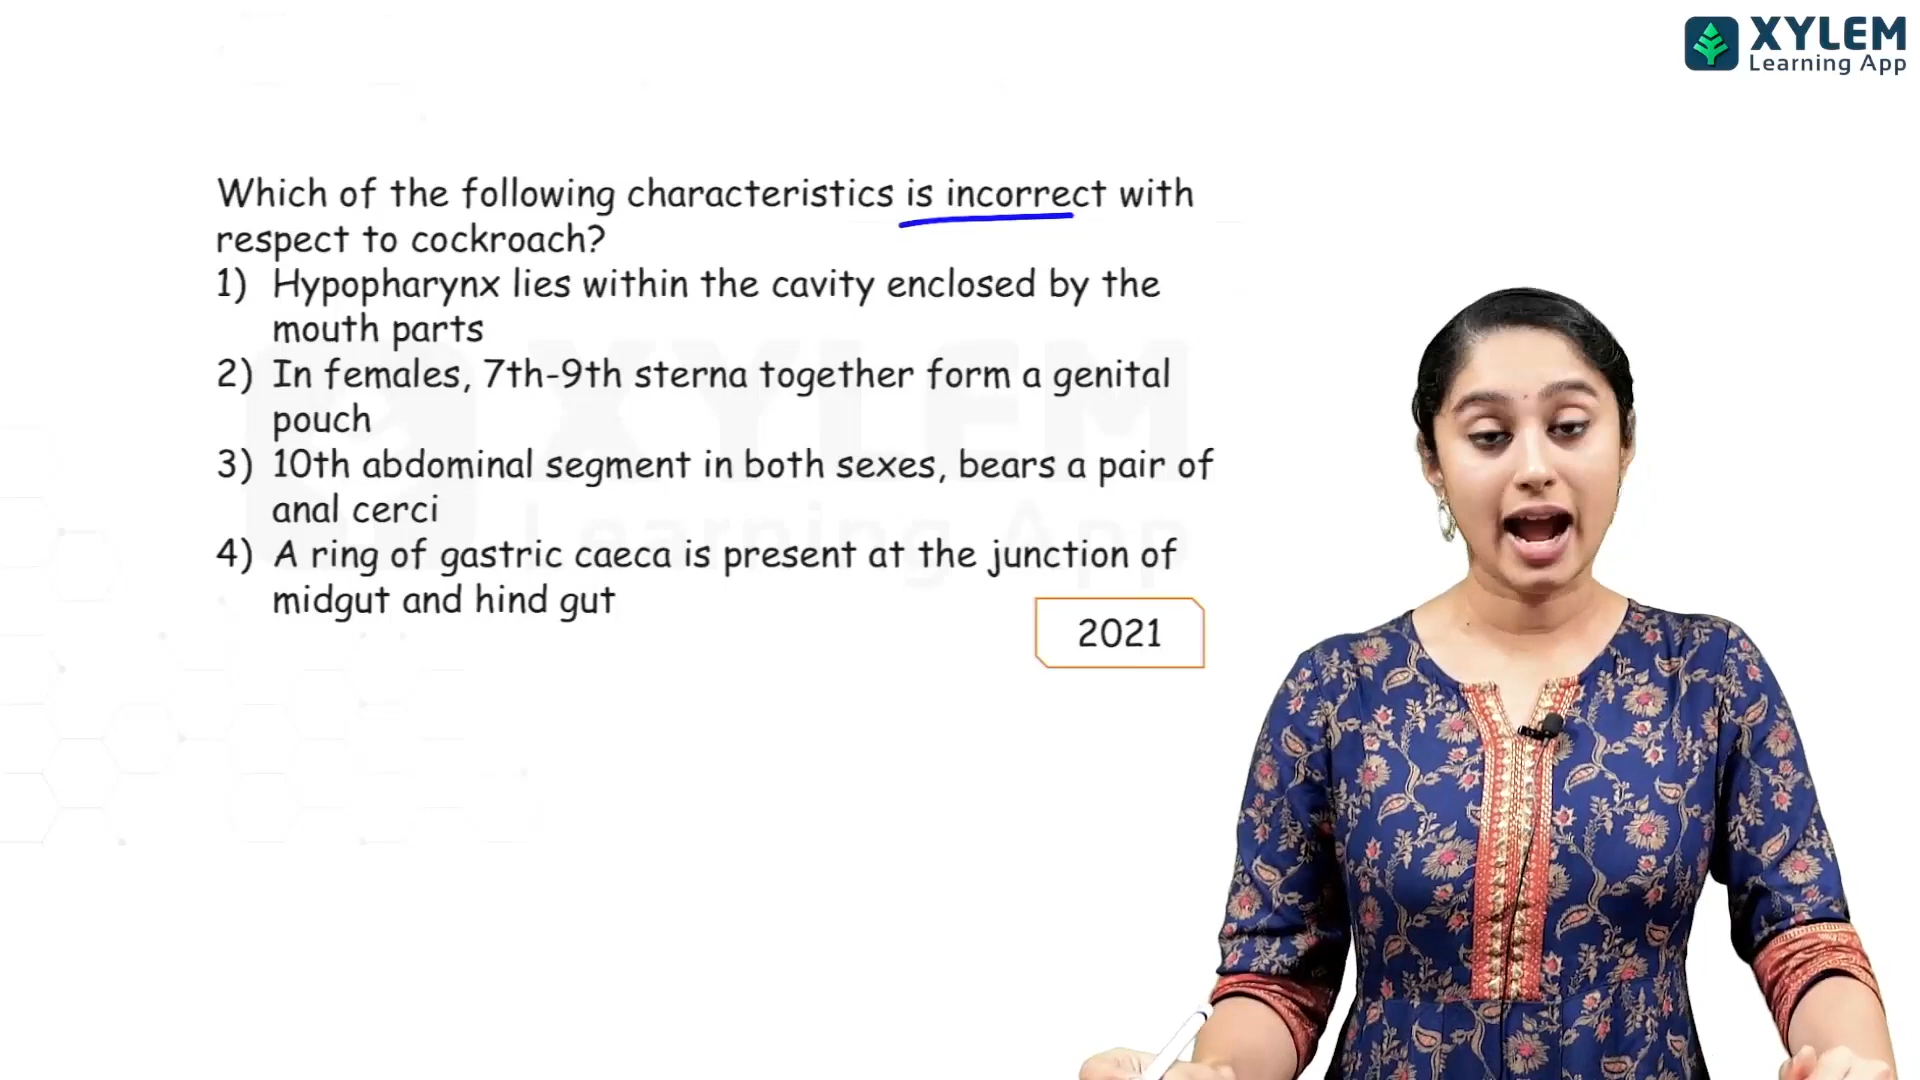 XYLEM
Learning App
Which of the following characteristics is incorrect with
respect to cockroach?
1) Hypopharynx lies within the cavity enclosed by the
mouth parts
2) In females, 7th-9th sterna together form a genital
pouch
3) 10th abdominal segment in both sexes, bears a pair of
anal cerci
4) A ring of gastric caeca is present at the junction of
midgut and hind gut
2021
XYLEM
Learning App